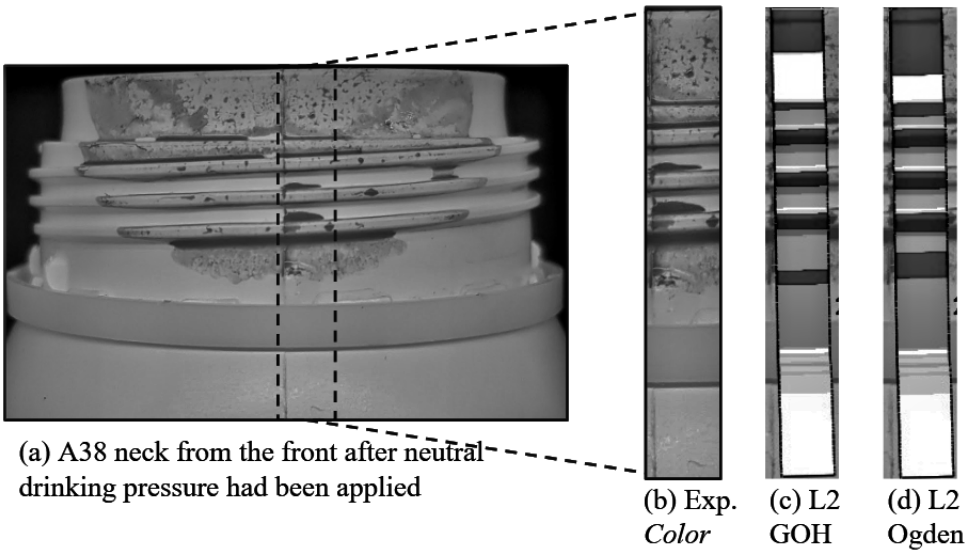 (a) A38 neck from the front after neutral
drinking pressure had been applied
(b) Exp.
Color
(c) L2
GOH
(d) L2
Ogden